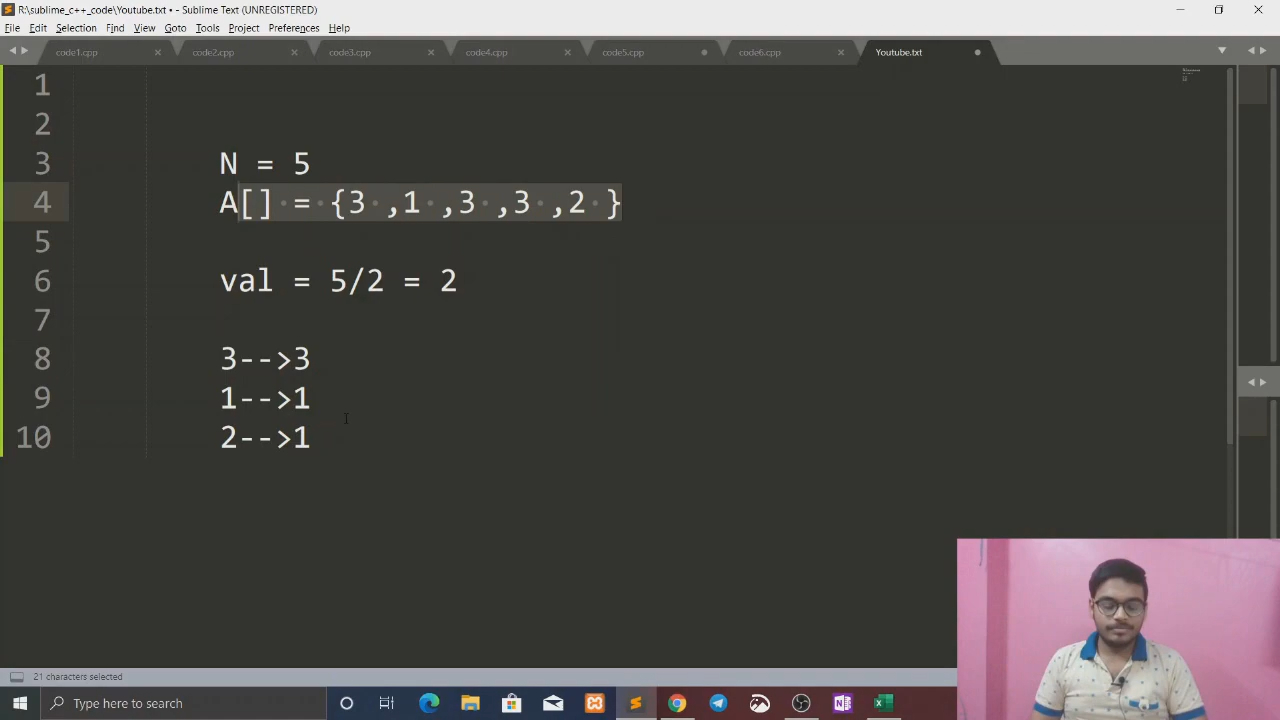 R:\sublime_c++_code\Youtube.txt • - Sublime Text (UNREGISTERED)
File Edit Selection Find View Goto Tools Project Preferences Help
code1.cpp code2.cpp code3.cpp code4.cpp code5.cpp code6.cpp Youtube.txt
1
2
3 N = 5
4 A[] = {3 ,1 ,3 ,3 ,2 }
5
6 val = 5/2 = 2
7
8 3-->3
9 1-->1
10 2-->1
21 characters selected
Type here to search